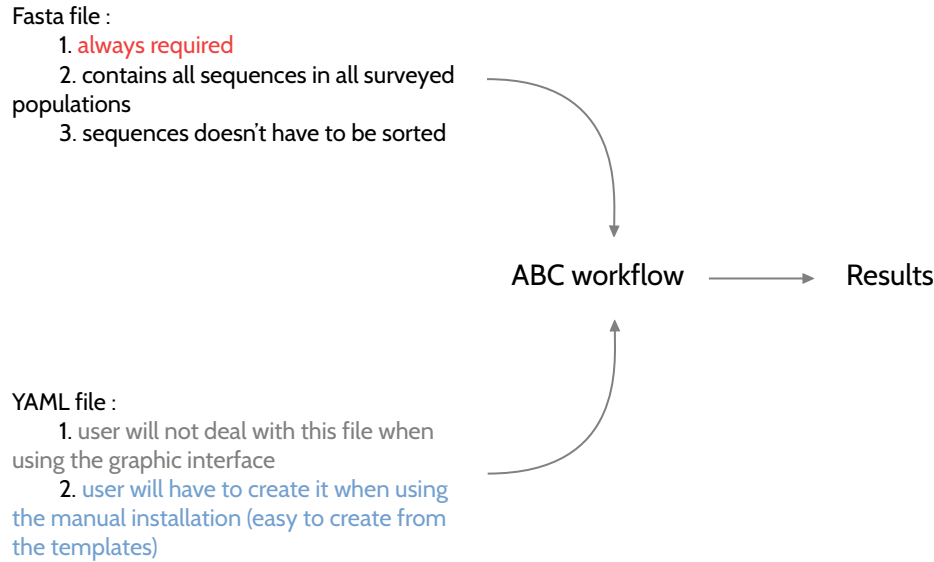 Fasta file :
1. always required
2. contains all sequences in all surveyed
populations
3. sequences doesn't have to be sorted
ABC workflow
Results
YAML file :
1. user will not deal with this file when
using the graphic interface
2. user will have to create it when using
the manual installation (easy to create from
the templates)